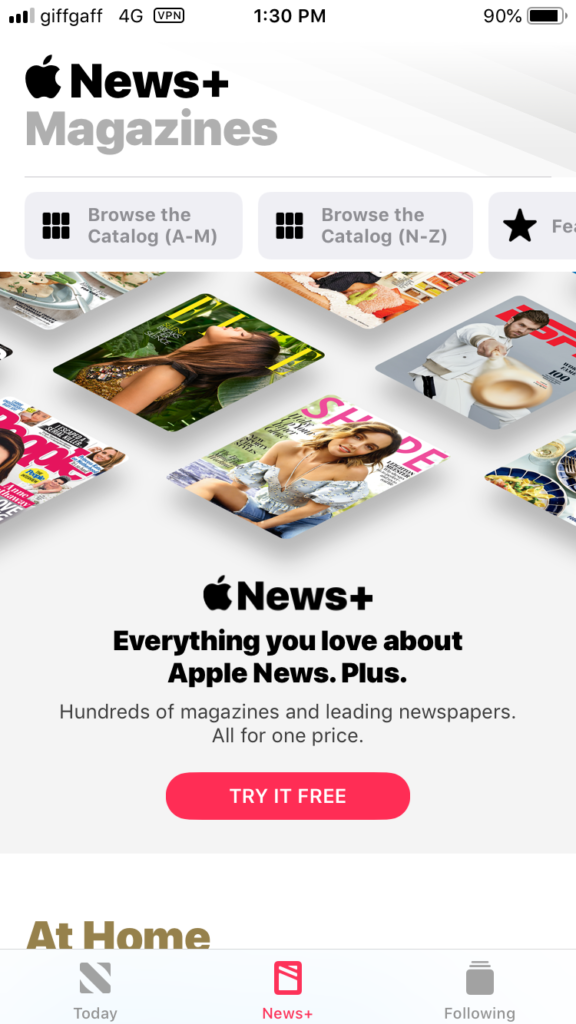 giffgaff 4G VPN 1:30 PM 90%
News+
Magazines
Browse the
Catalog (A-M)
Browse the
Catalog (N-Z)
Fea
ELLE
ESPN
100
People
SHAPE
News+
Everything you love about
Apple News. Plus.
Hundreds of magazines and leading newspapers.
All for one price.
TRY IT FREE
At Home
Today
News+
Following